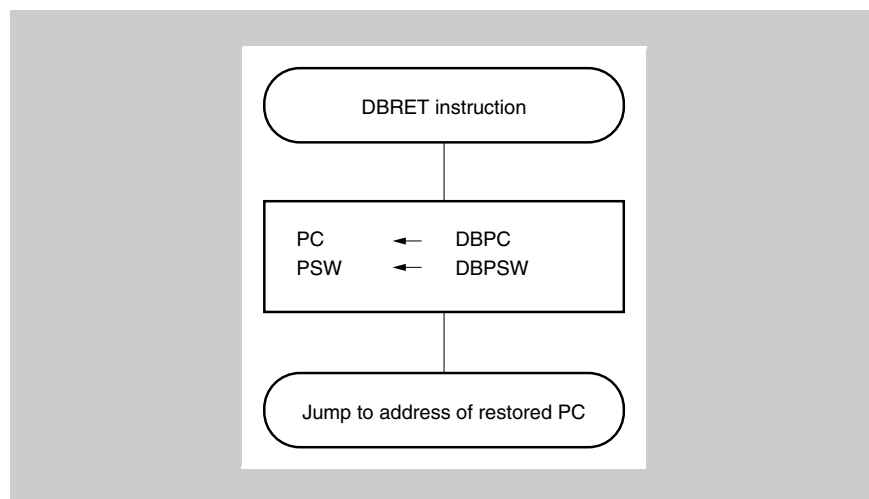 DBRET instruction
PC ← DBPC
PSW ← DBPSW
Jump to address of restored PC